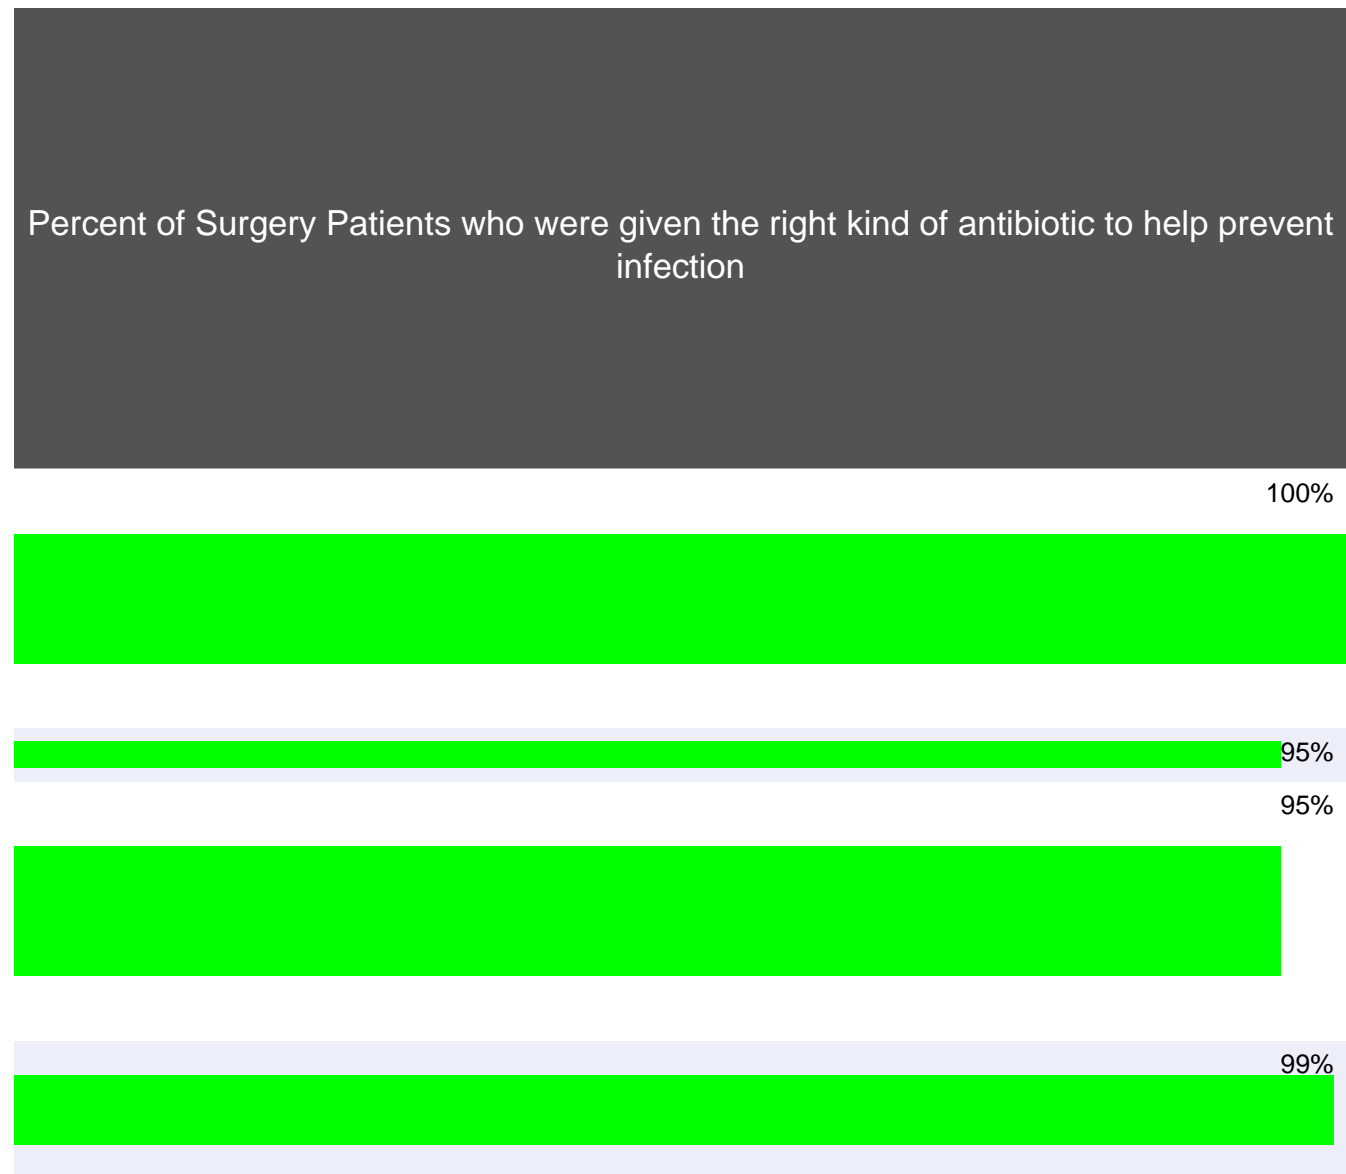 Percent of Surgery Patients who were given the right kind of antibiotic to help prevent
infection
100%
95%
95%
99%